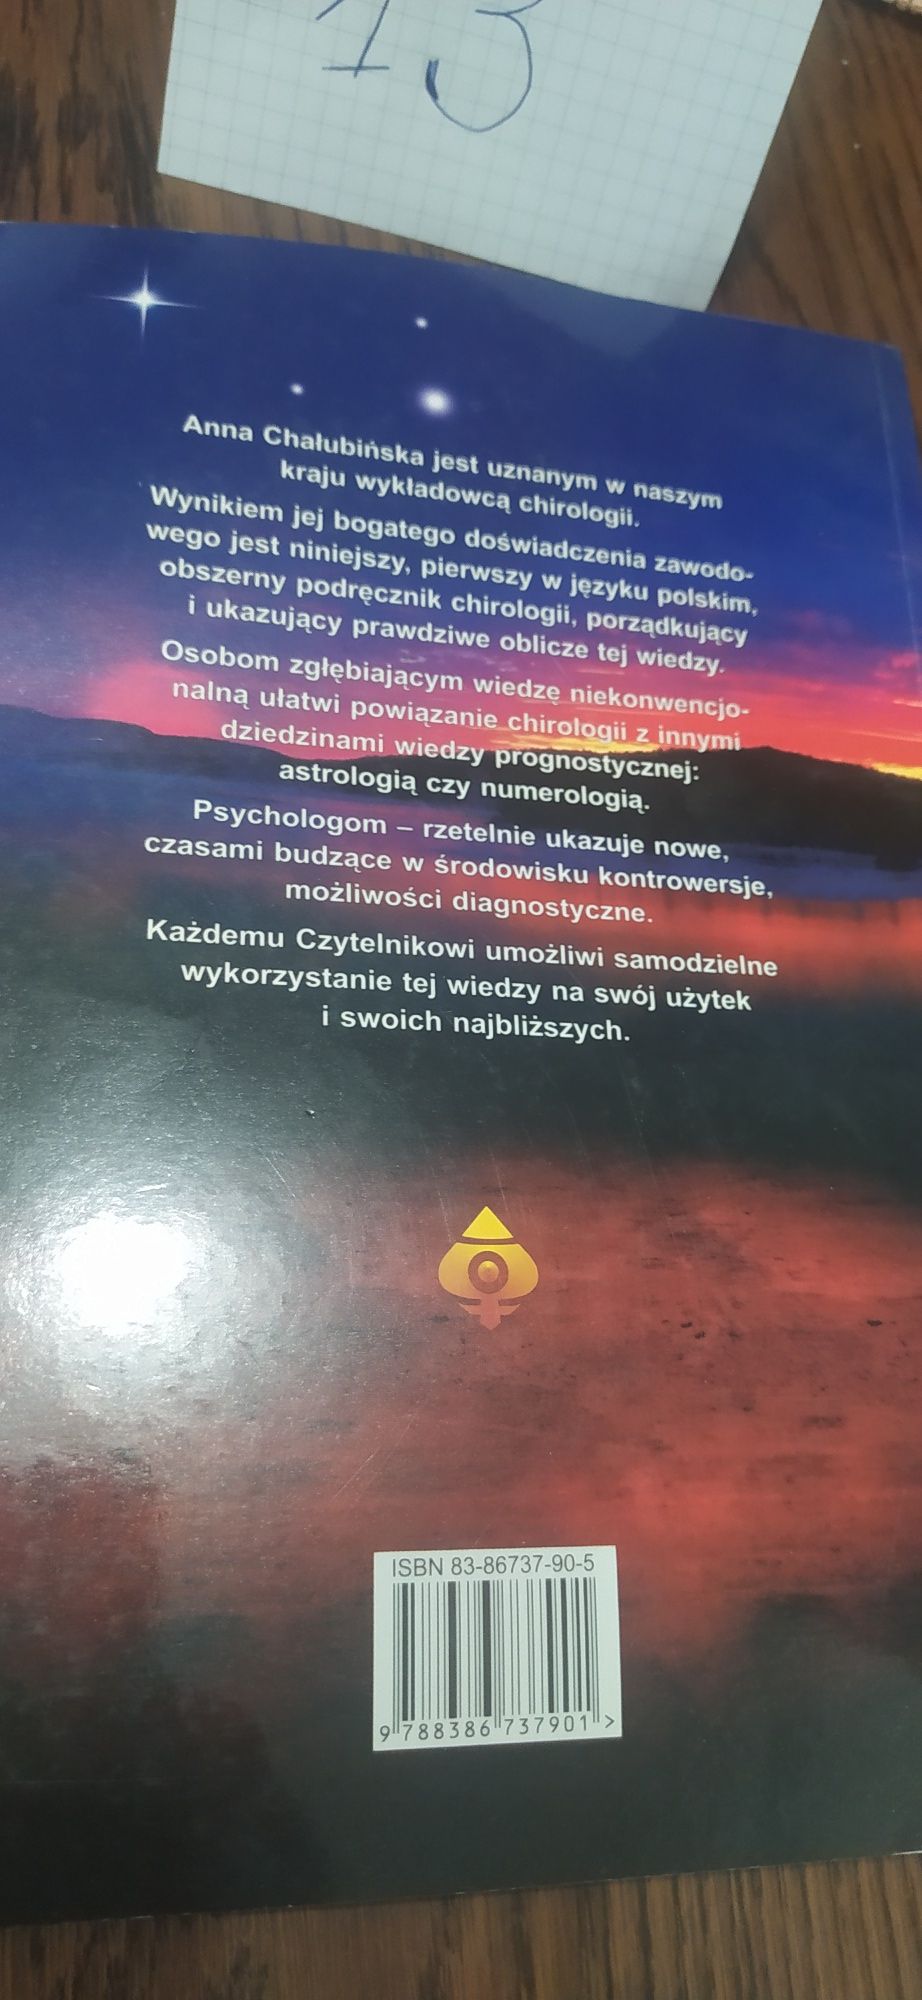 13
Anna Chałubińska jest uznanym w naszym
kraju wykładowcą chirologii.
Wynikiem jej bogatego doświadczenia zawodo-
wego jest niniejszy, pierwszy w języku polskim,
obszerny podręcznik chirologii, porządkujący
i ukazujący prawdziwe oblicze tej wiedzy.
Osobom zgłębiającym wiedzę niekonwencjo-
nalną ułatwi powiązanie chirologii z innymi
dziedzinami wiedzy prognostycznej:
astrologią czy numerologią.
Psychologom – rzetelnie ukazuje nowe,
czasami budzące w środowisku kontrowersje,
możliwości diagnostyczne.
Każdemu Czytelnikowi umożliwi samodzielne
wykorzystanie tej wiedzy na swój użytek
i swoich najbliższych.
ISBN 83-86737-90-5
9 788386 737901 >